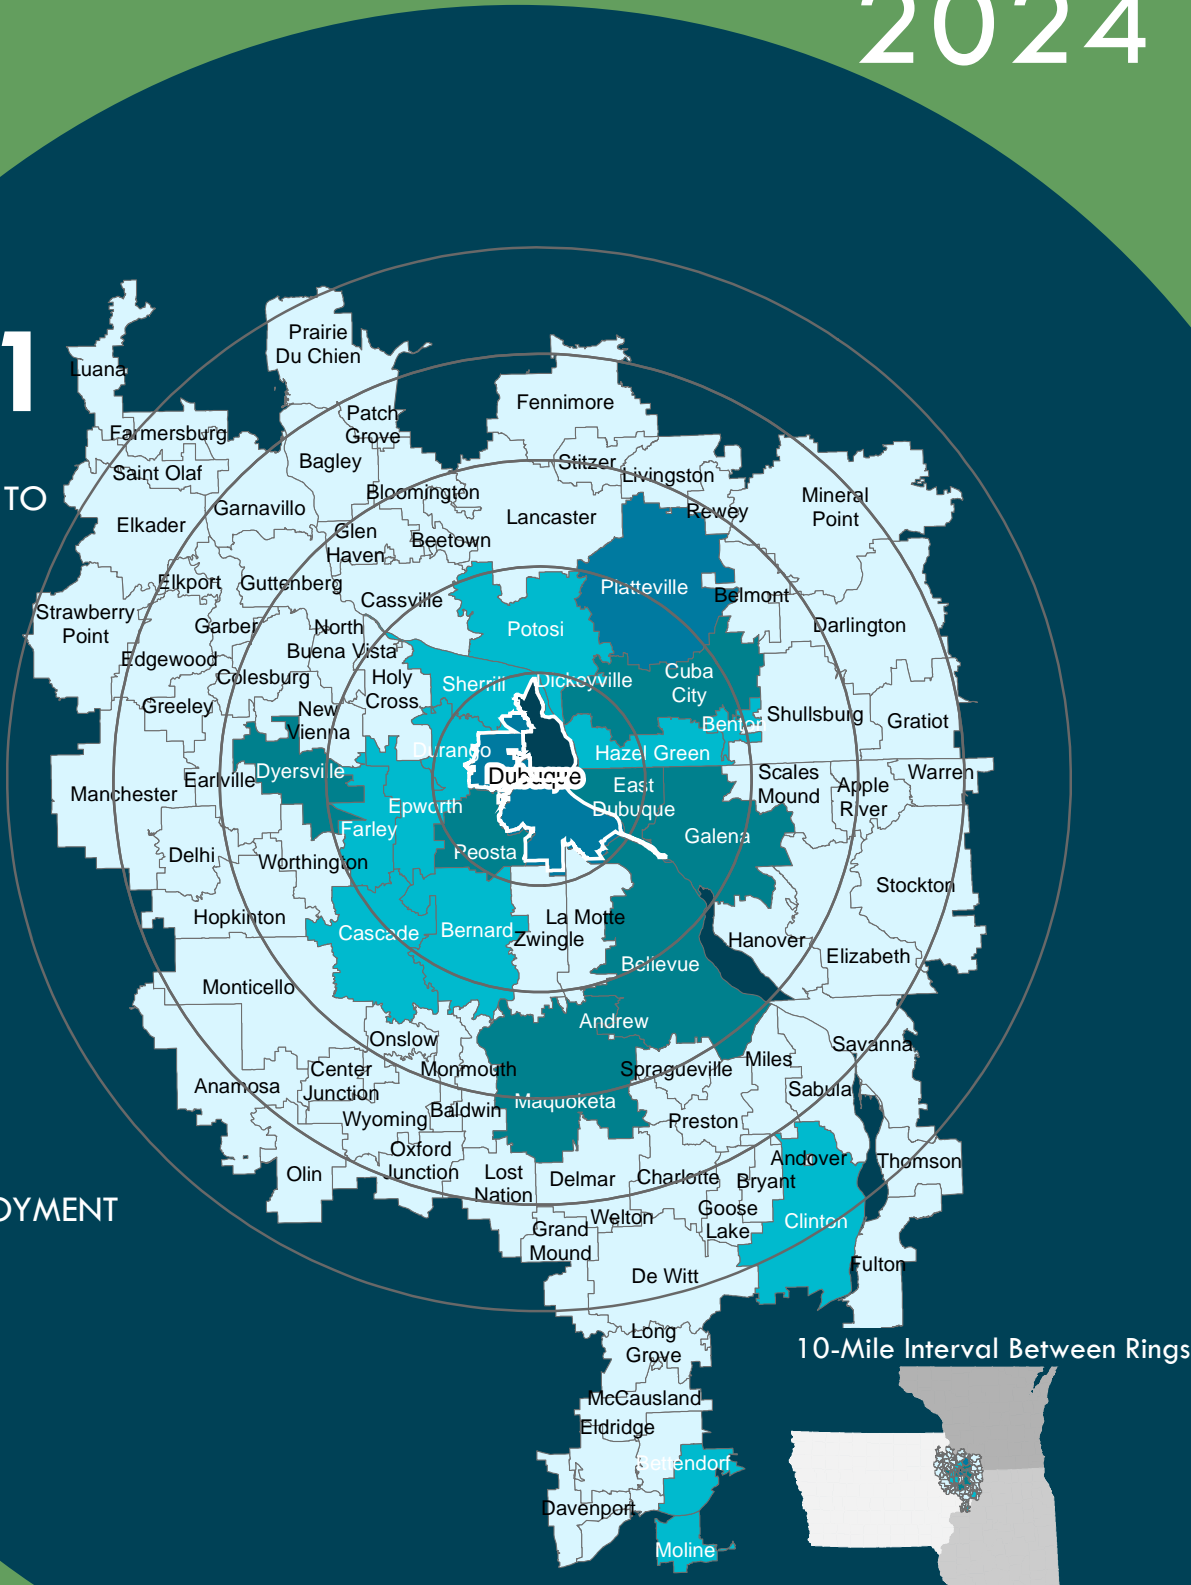 2024
1
TO
OYMENT
Luana
Prairie
Du Chien
Fennimore
Patch
Grove
Farmersburg
Bagley
Stitzer
Saint Olaf
Livingston
Bloomington
Mineral
Point
Garnavillo
Lancaster
Rewey
Elkader
Glen
Haven
Beetown
Elkport
Guttenberg
Platteville
Belmont
Cassville
Strawberry
Point
Garber
North
Buena Vista
Potosi
Darlington
Edgewood
Colesburg
Holy
Cross
Sherrill
Dickeyville
Cuba
City
Greeley
New
Vienna
Benton
Shullsburg
Gratiot
Durango
Hazel Green
Dyersville
Earlville
Dubuque
East
Dubuque
Scales
Mound
Apple
River
Warren
Manchester
Epworth
Farley
Galena
Delhi
Worthington
Peosta
Stockton
Hopkinton
Cascade
Bernard
La Motte
Zwingle
Hanover
Elizabeth
Bellevue
Monticello
Andrew
Onslow
Savanna
Monmouth
Spragueville
Miles
Anamosa
Center
Junction
Sabula
Maquoketa
Wyoming
Baldwin
Preston
Oxford
Junction
Andover
Thomson
Olin
Lost
Nation
Delmar
Charlotte
Bryant
Goose
Lake
Welton
Clinton
Grand
Mound
De Witt
Fulton
Long
Grove
10-Mile Interval Between Rings
McCausland
Eldridge
Bettendorf
Davenport
Moline